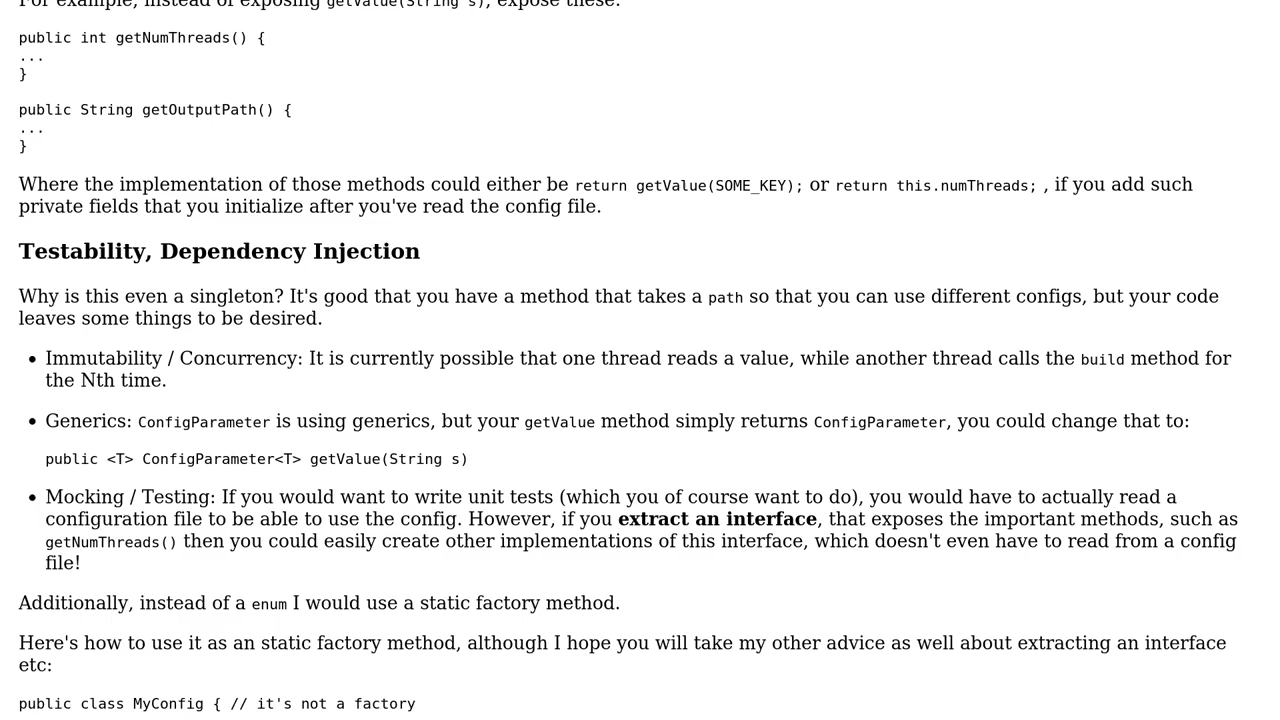 For example, instead of exposing getValue(String s), expose these:
public int getNumThreads() {
...
}
public String getOutputPath() {
...
}
Where the implementation of those methods could either be return getValue(SOME_KEY); or return this.numThreads; , if you add such
private fields that you initialize after you've read the config file.
Testability, Dependency Injection
Why is this even a singleton? It's good that you have a method that takes a path so that you can use different configs, but your code
leaves some things to be desired.
• Immutability / Concurrency: It is currently possible that one thread reads a value, while another thread calls the build method for
the Nth time.
• Generics: ConfigParameter is using generics, but your getValue method simply returns ConfigParameter, you could change that to:
public <T> ConfigParameter<T> getValue(String s)
• Mocking / Testing: If you would want to write unit tests (which you of course want to do), you would have to actually read a
configuration file to be able to use the config. However, if you extract an interface, that exposes the important methods, such as
getNumThreads() then you could easily create other implementations of this interface, which doesn't even have to read from a config
file!
Additionally, instead of a enum I would use a static factory method.
Here's how to use it as an static factory method, although I hope you will take my other advice as well about extracting an interface
etc:
public class MyConfig { // it's not a factory